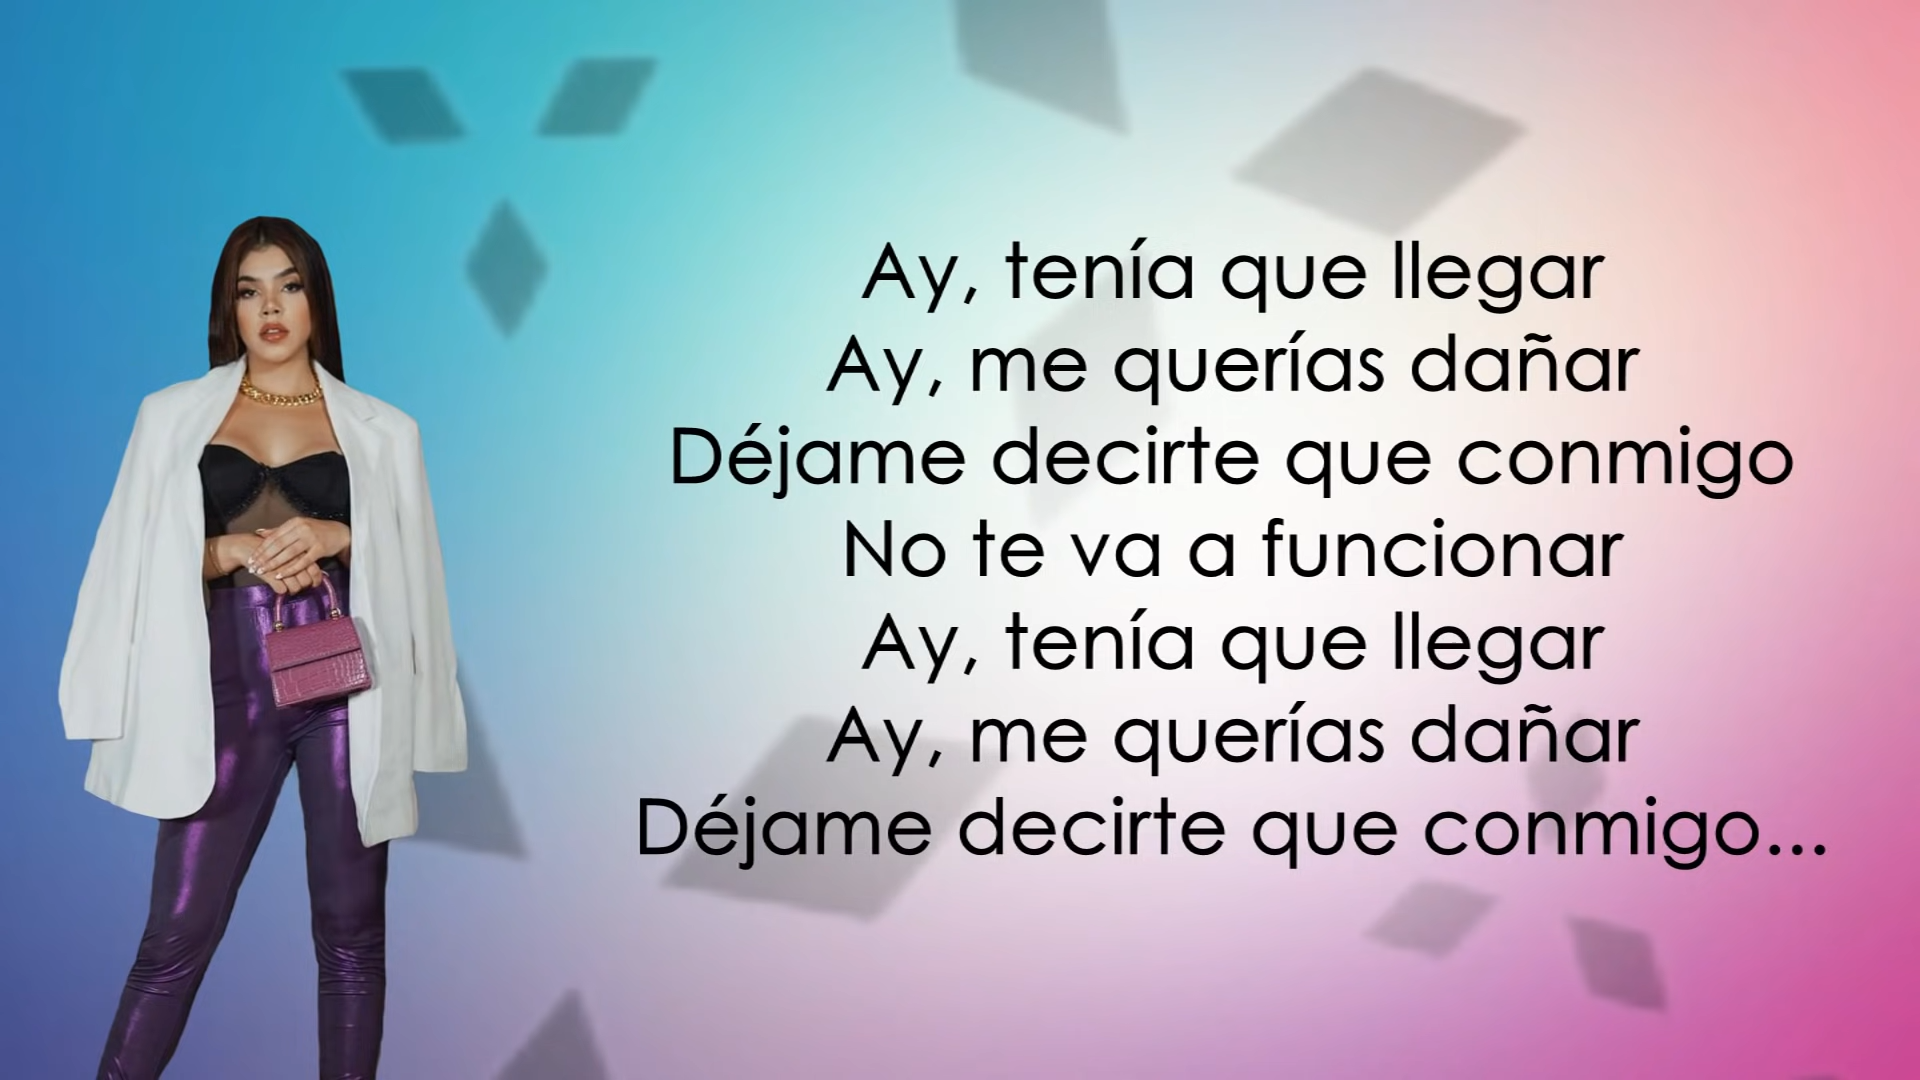 Ay, tenía que llegar
Ay, me querías dañar
Déjame decirte que conmigo
No te va a funcionar
Ay, tenía que llegar
Ay, me querías dañar
Déjame decirte que conmigo...